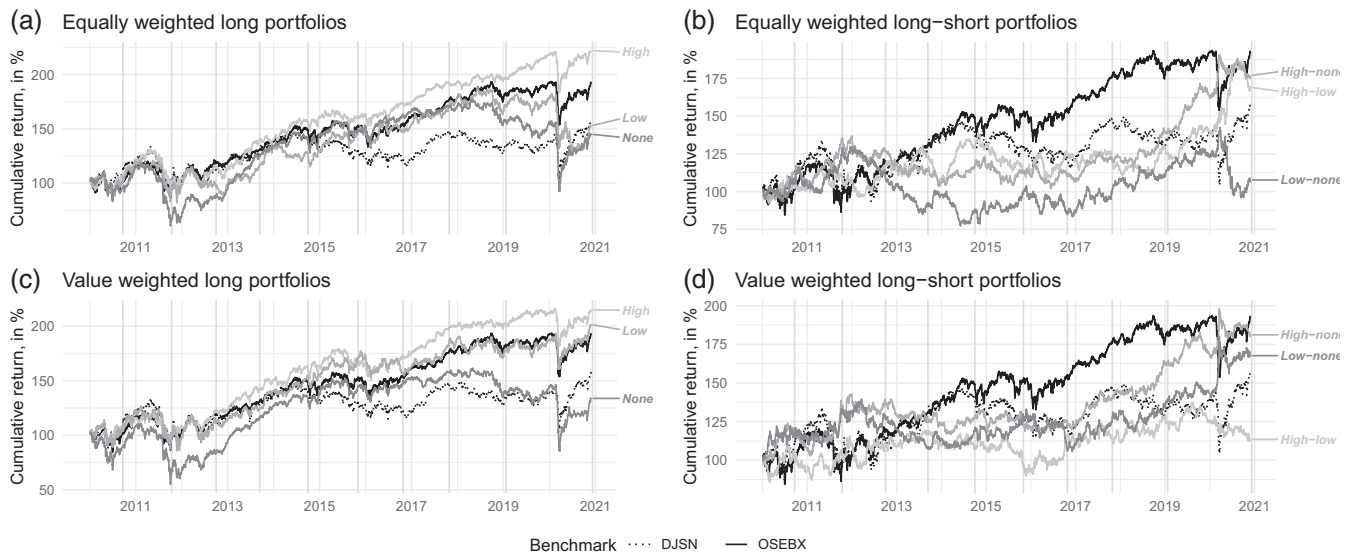 (a) Equally weighted long portfolios
Cumulative return, in %
200
150
100
High
Low
None
2011 2013 2015 2017 2019 2021
(b) Equally weighted long−short portfolios
Cumulative return, in %
175
150
125
100
75
High−none
High−low
Low−none
2011 2013 2015 2017 2019 2021
(c) Value weighted long portfolios
Cumulative return, in %
200
150
100
50
High
Low
None
2011 2013 2015 2017 2019 2021
(d) Value weighted long−short portfolios
Cumulative return, in %
200
175
150
125
100
High−none
Low−none
High−low
2011 2013 2015 2017 2019 2021
Benchmark DJSN OSEBX